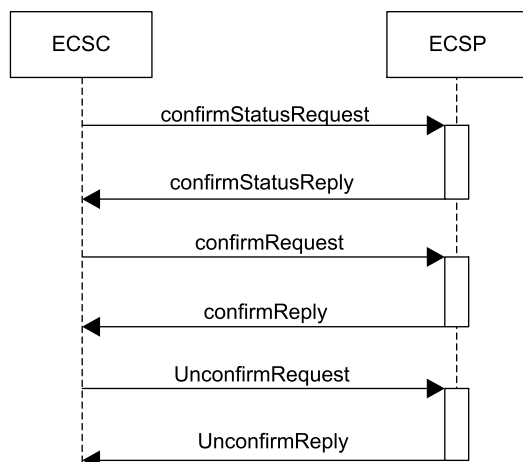 ECSC
ECSP
confirmStatusRequest
confirmStatusReply
confirmRequest
confirmReply
UnconfirmRequest
UnconfirmReply